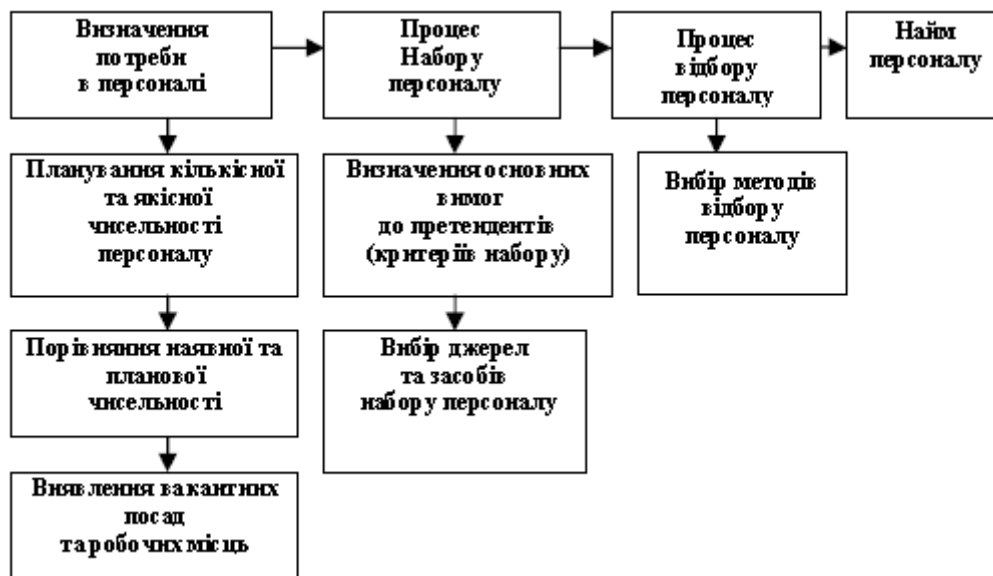 Визначення
потреби
в персоналі
Процес
Набору
персоналу
Процес
відбору
персоналу
Найм
персоналу
Планування кількісної
та якісної
чисельності
персоналу
Визначення основних
вимог
до претендентів
(критеріїв набору)
Вибір методів
відбору
персоналу
Порівняння наявної та
планової
чисельності
Вибір джерел
та засобів
набору персоналу
Виявлення вакантних
посад
та робочих місць